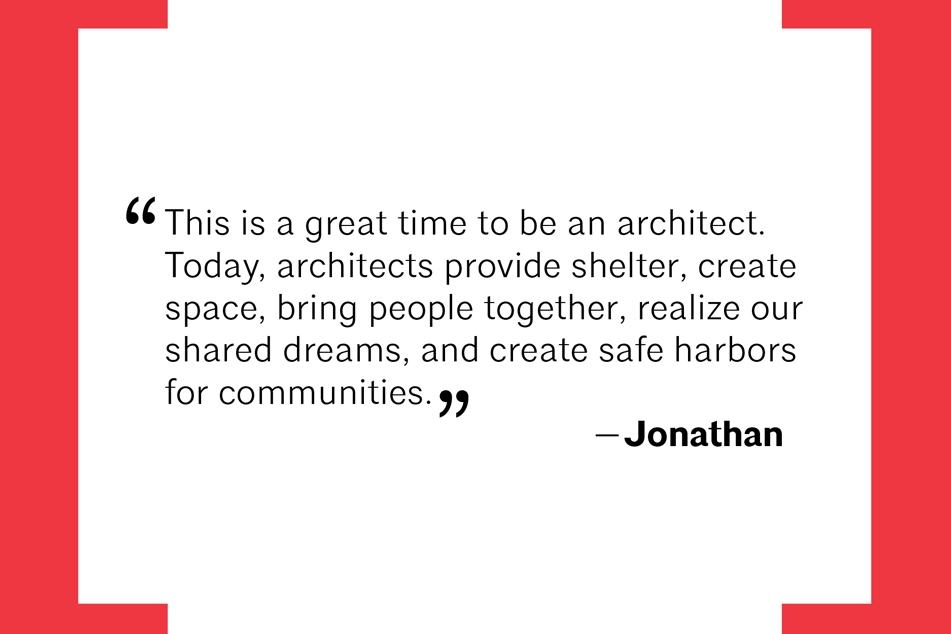 “This is a great time to be an architect.
Today, architects provide shelter, create
space, bring people together, realize our
shared dreams, and create safe harbors
for communities.”
—Jonathan